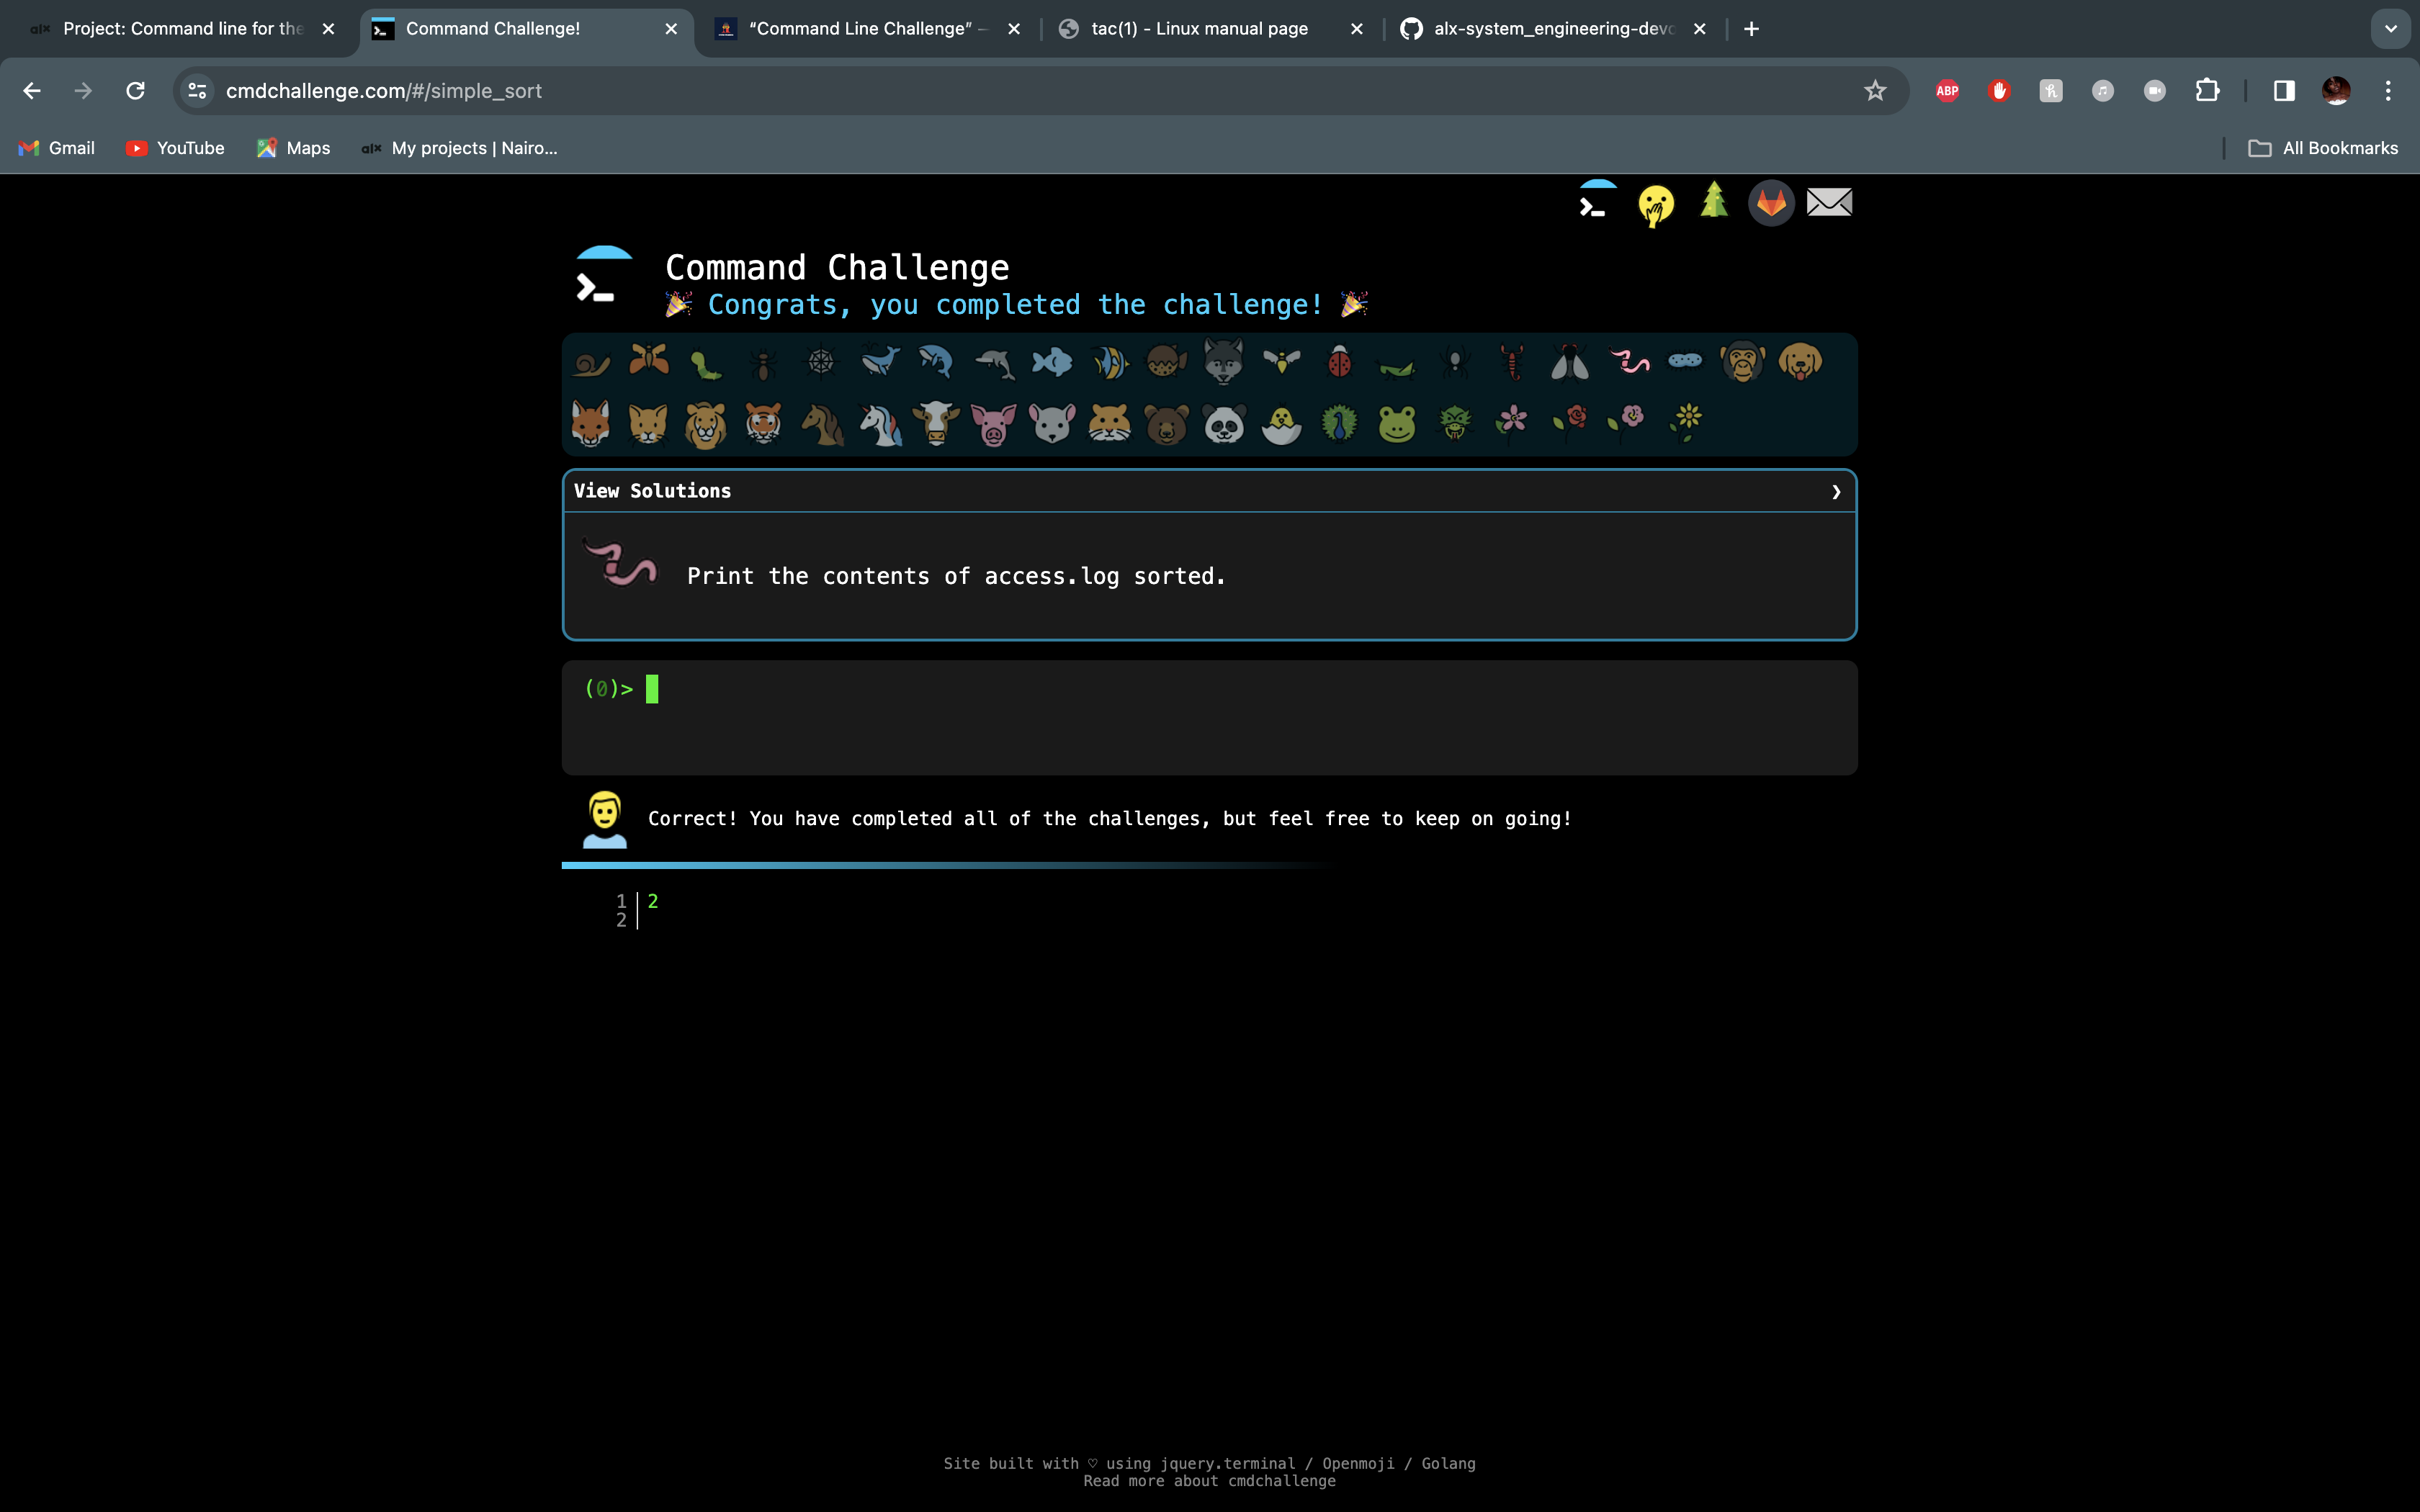 alx Project: Command line for the
Command Challenge!
“Command Line Challenge” –
tac(1) - Linux manual page
alx-system_engineering-devo
cmdchallenge.com/#/simple_sort
ABP
Gmail
YouTube
Maps
alx My projects | Nairo...
All Bookmarks
Command Challenge
Congrats, you completed the challenge!
View Solutions ❯
Print the contents of access.log sorted.
(0)>
Correct! You have completed all of the challenges, but feel free to keep on going!
1 2
2
Site built with ♡ using jquery.terminal / Openmoji / Golang
Read more about cmdchallenge